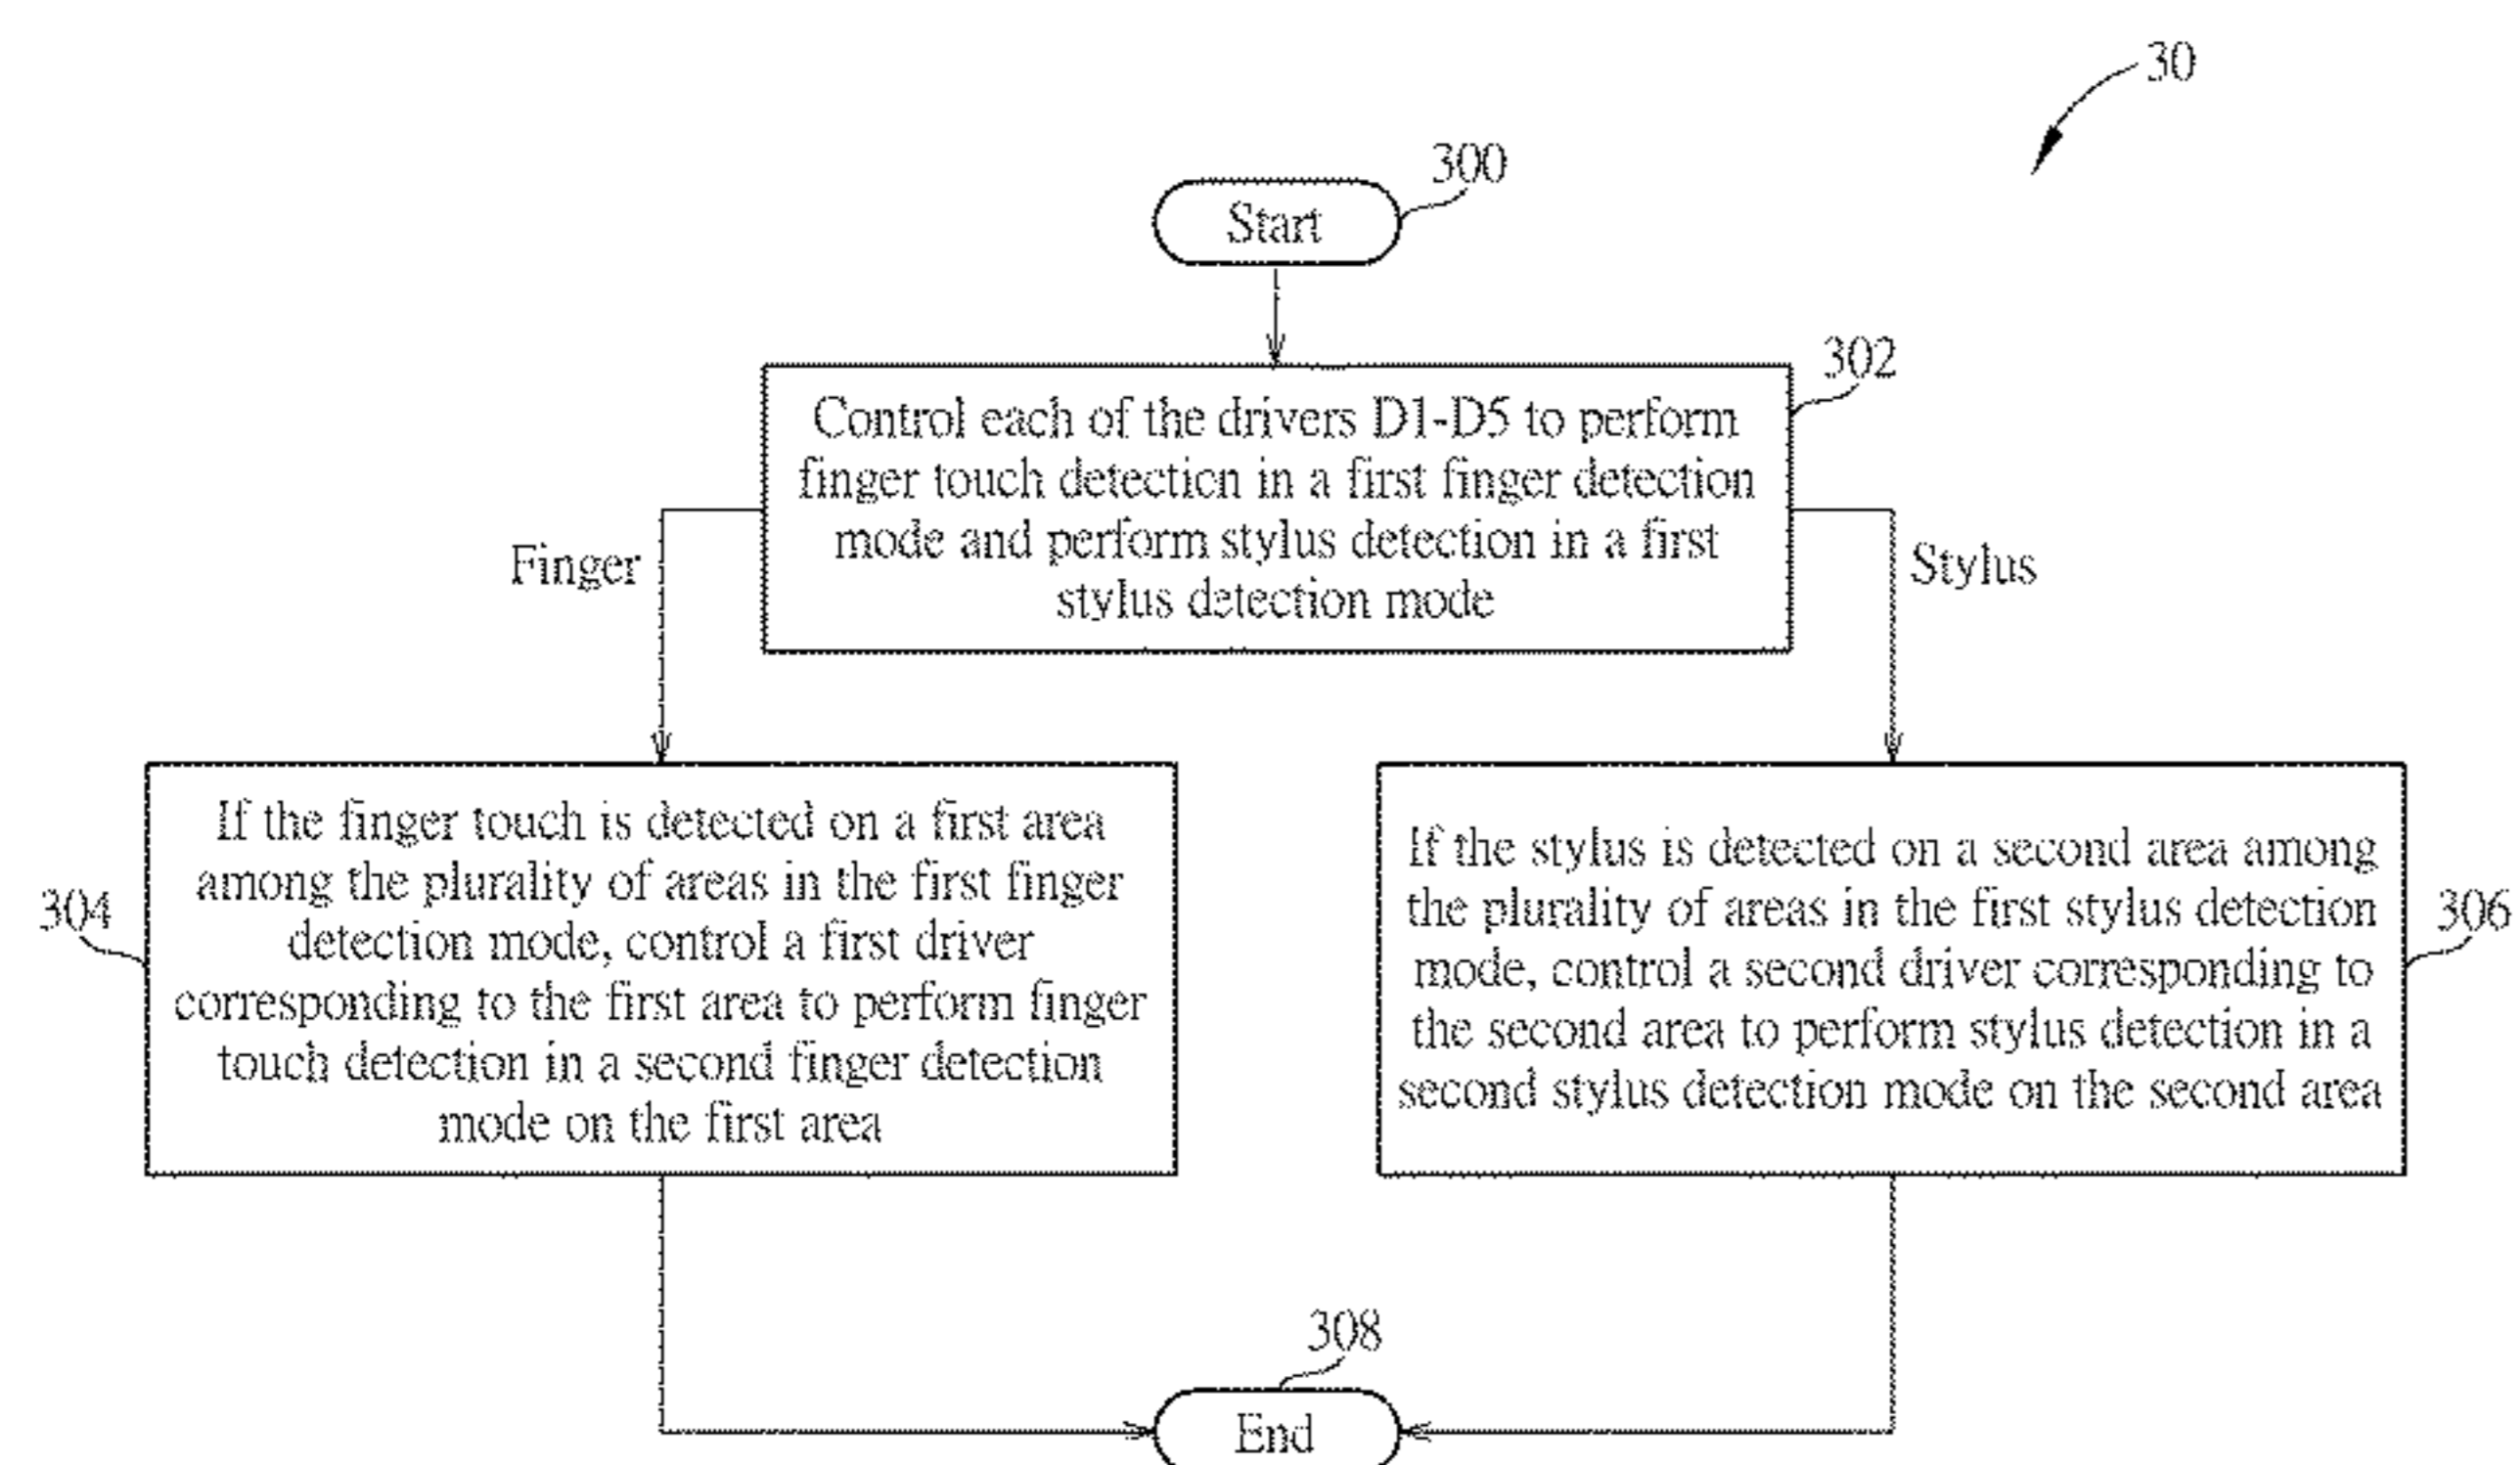 30
300
Start
302
Control each of the drivers D1-D5 to perform
finger touch detection in a first finger detection
mode and perform stylus detection in a first
stylus detection mode
Finger
Stylus
304
If the finger touch is detected on a first area
among the plurality of areas in the first finger
detection mode, control a first driver
corresponding to the first area to perform finger
touch detection in a second finger detection
mode on the first area
306
If the stylus is detected on a second area among
the plurality of areas in the first stylus detection
mode, control a second driver corresponding to
the second area to perform stylus detection in a
second stylus detection mode on the second area
308
End